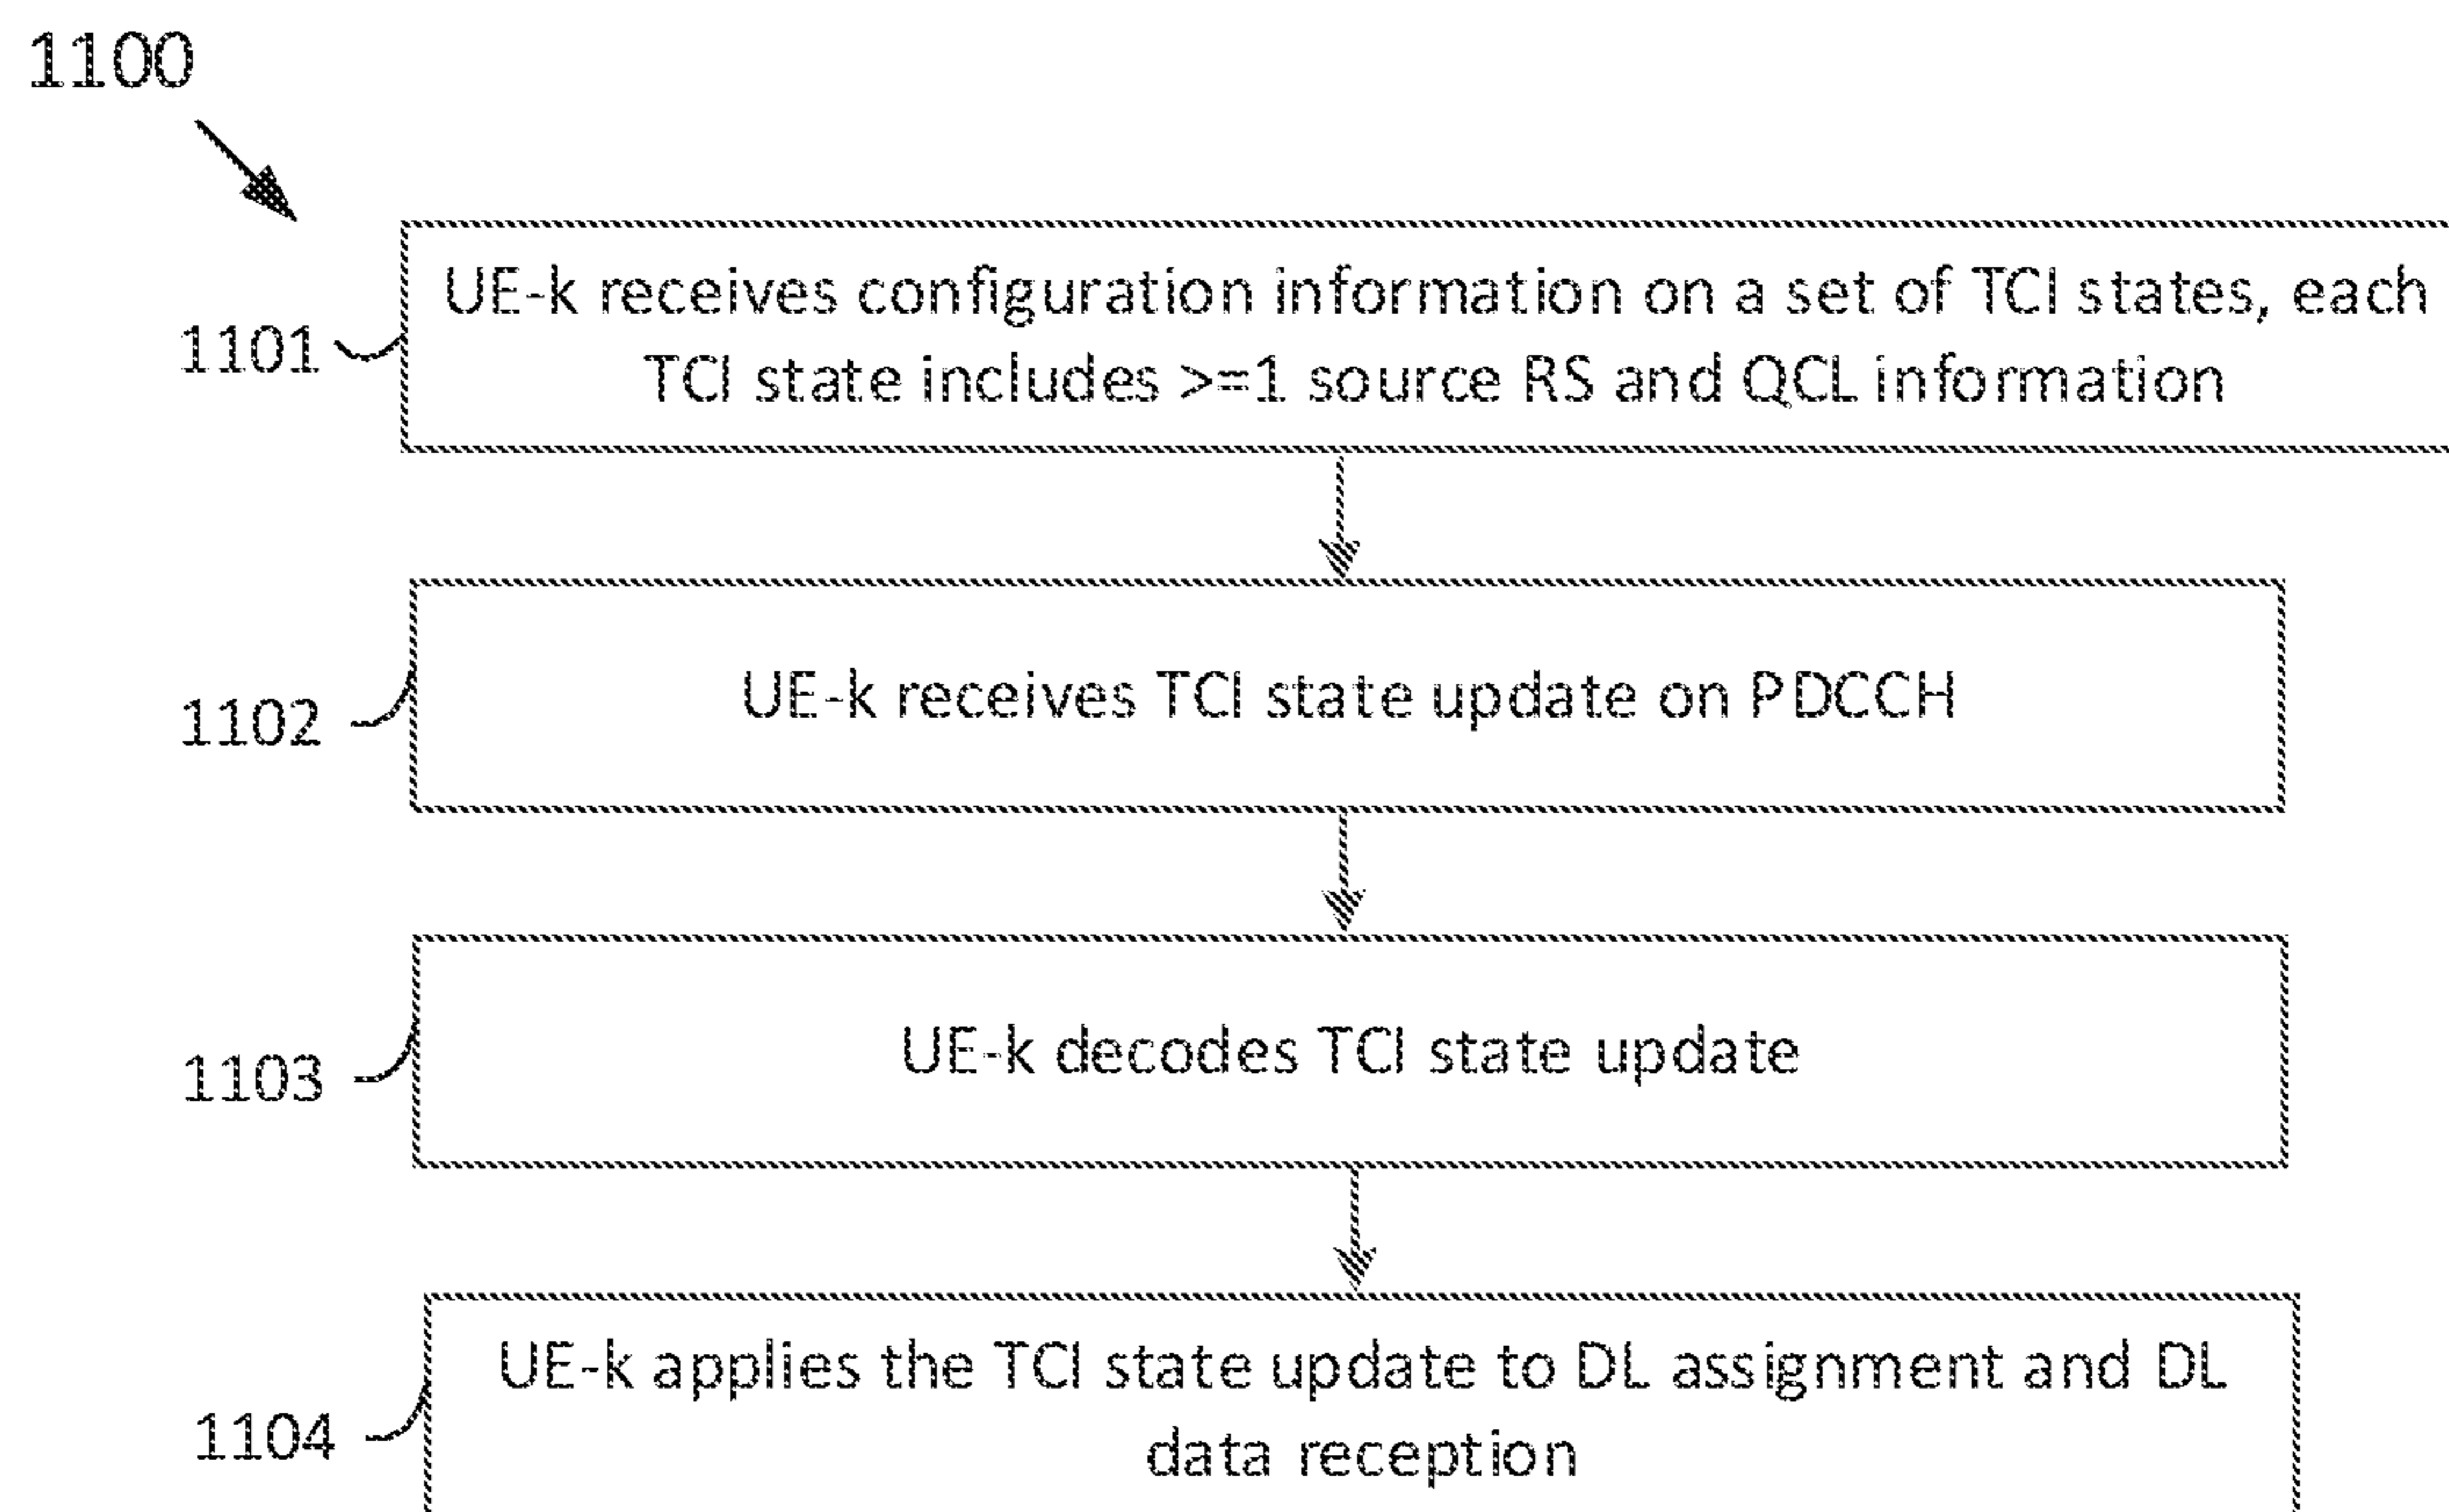 1100
UE-k receives configuration information on a set of TCI states, each
TCI state includes >=1 source RS and QCL information
1101
UE-k receives TCI state update on PDCCH
1102
UE-k decodes TCI state update
1103
UE-k applies the TCI state update to DL assignment and DL
data reception
1104